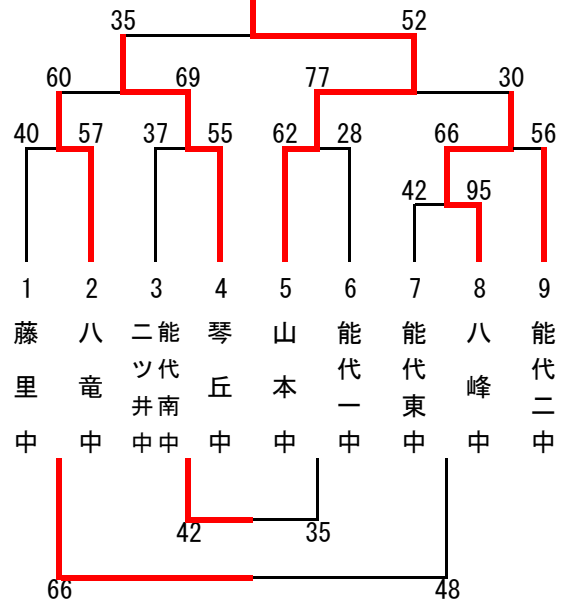 35 52
60 69 77 30
40 57 37 55 62 28 66 56
42 95
1 2 3 4 5 6 7 8 9
藤里中
八竜中
二ツ井中
能代南中
琴丘中
山本中
能代一中
能代東中
八峰中
能代二中
42 35
66 48